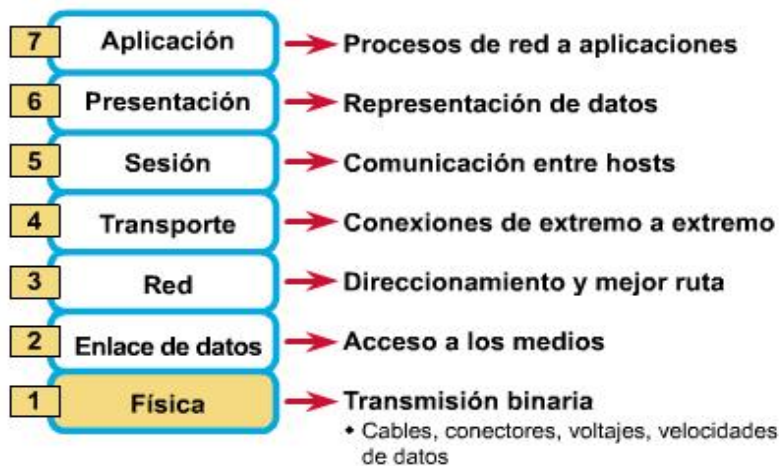 7 Aplicación Procesos de red a aplicaciones
6 Presentación Representación de datos
5 Sesión Comunicación entre hosts
4 Transporte Conexiones de extremo a extremo
3 Red Direccionamiento y mejor ruta
2 Enlace de datos Acceso a los medios
1 Física Transmisión binaria
• Cables, conectores, voltajes, velocidades
de datos